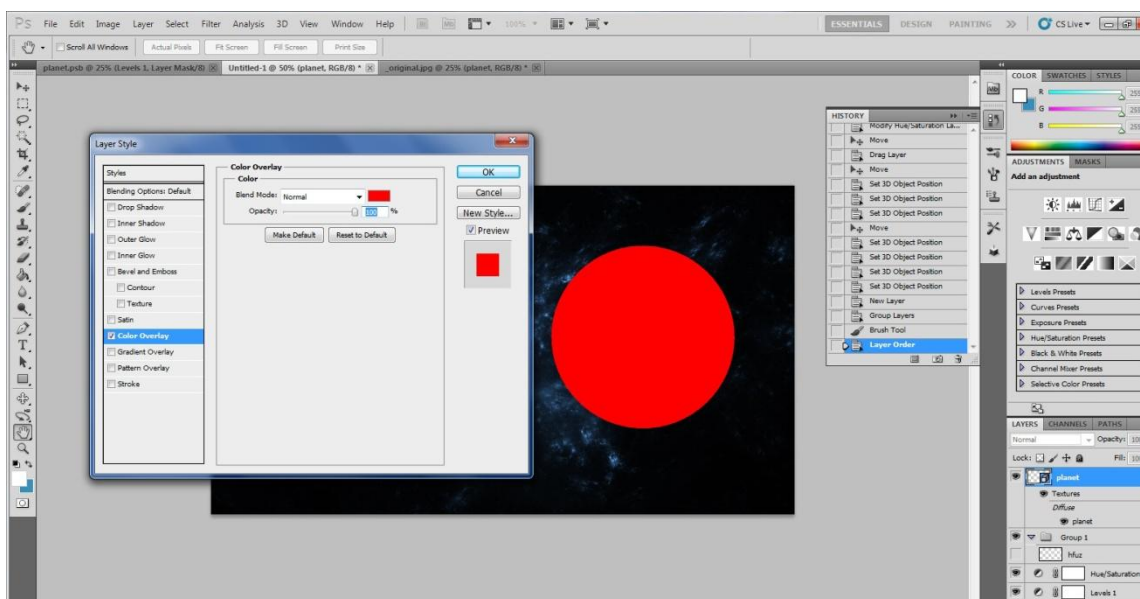 PS File Edit Image Layer Select Filter Analysis 3D View Window Help Br Mb 100% ESSENTIALS DESIGN PAINTING CS Live
Scroll All Windows Actual Pixels Fit Screen Fill Screen Print Size
planet.psb @ 25% (Levels 1, Layer Mask/8) Untitled-1 @ 50% (planet, RGB/8) * _original.jpg @ 25% (planet, RGB/8) *
Layer Style
Styles
Blending Options: Default
Drop Shadow
Inner Shadow
Outer Glow
Inner Glow
Bevel and Emboss
Contour
Texture
Satin
Color Overlay
Gradient Overlay
Pattern Overlay
Stroke
Color Overlay
Color
Blend Mode: Normal
Opacity: 100 %
Make Default Reset to Default
OK
Cancel
New Style...
Preview
HISTORY
Modify Hue/Saturation La...
Move
Drag Layer
Move
Set 3D Object Position
Set 3D Object Position
Set 3D Object Position
Move
Set 3D Object Position
Set 3D Object Position
Set 3D Object Position
Set 3D Object Position
New Layer
Group Layers
Brush Tool
Layer Order
Mb
COLOR SWATCHES STYLES
R 255
G 255
B 255
ADJUSTMENTS MASKS
Add an adjustment
Levels Presets
Curves Presets
Exposure Presets
Hue/Saturation Presets
Black & White Presets
Channel Mixer Presets
Selective Color Presets
LAYERS CHANNELS PATHS
Normal Opacity: 10
Lock: Fill: 10
planet
Textures
Diffuse
planet
Group 1
hfuz
Hue/Saturation
Levels 1